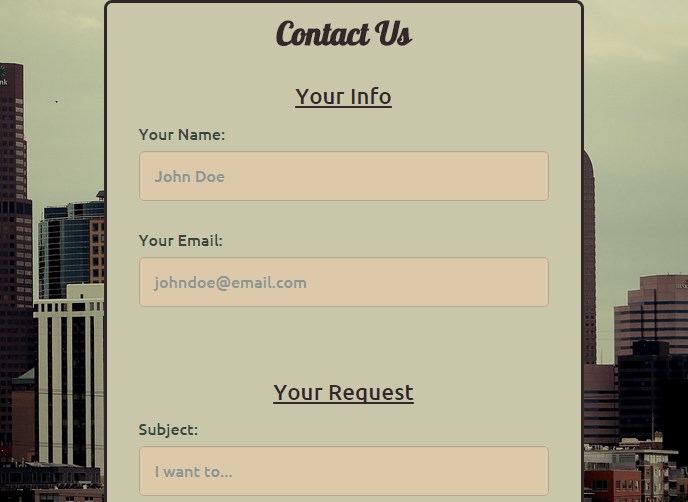 Contact Us
Your Info
Your Name:
John Doe
Your Email:
johndoe@email.com
Your Request
Subject:
I want to...